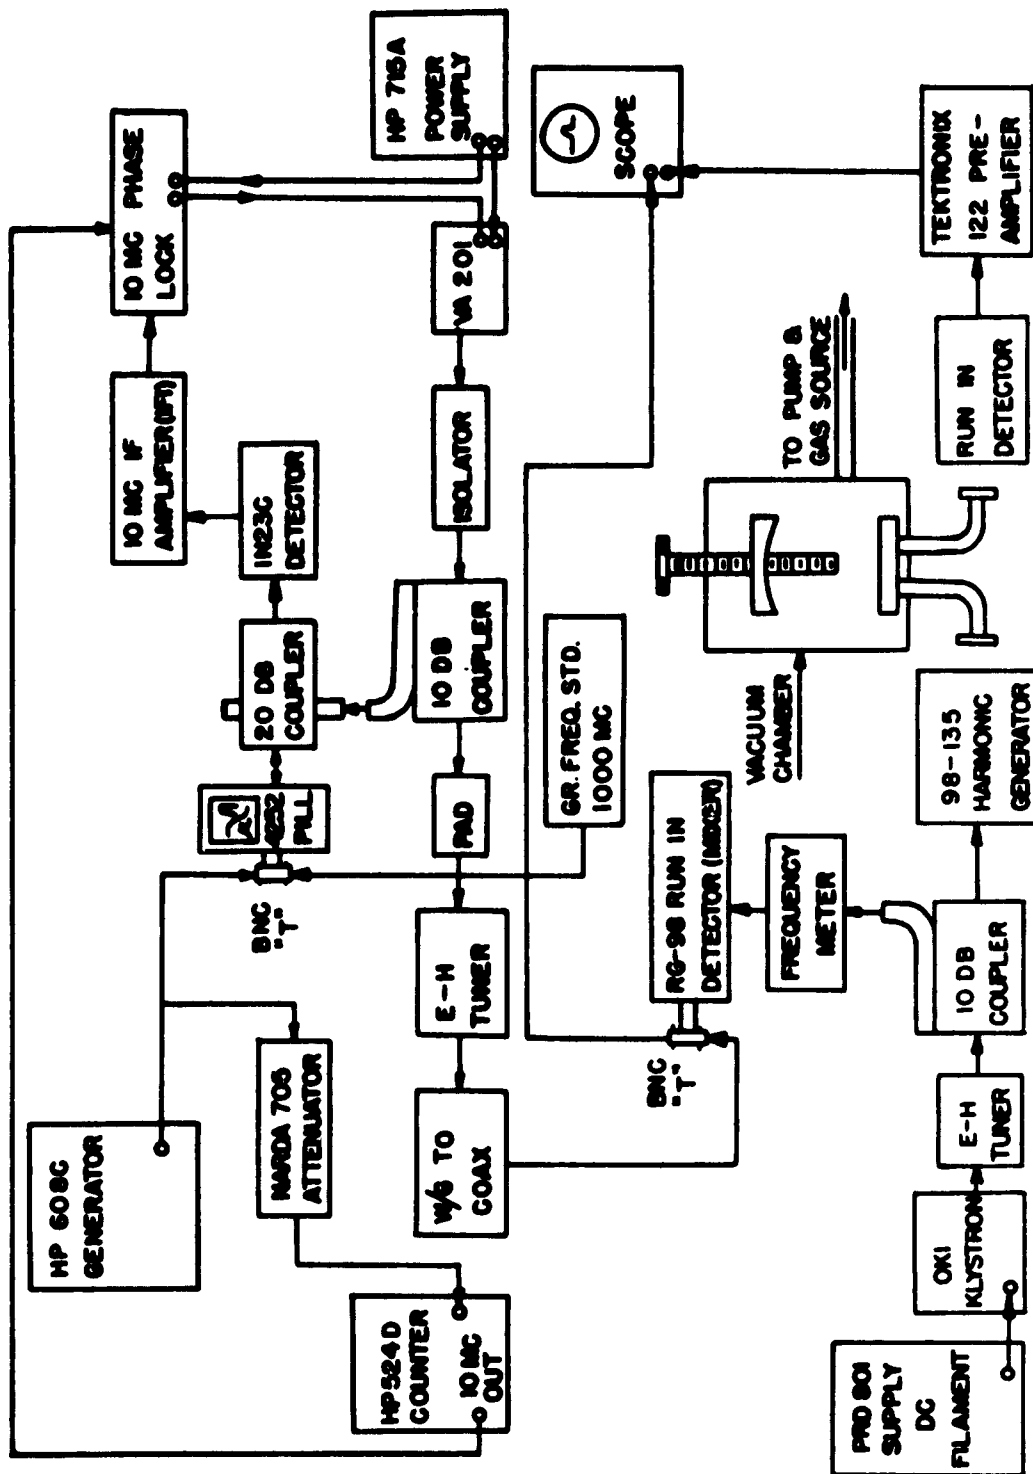 HP 608C
GENERATOR
10 MC IF
AMPLIFIER(IFI)
10 MC PHASE
LOCK
NARDA 705
ATTENUATOR
BNC
"T"
4252
PILL
20 DB
COUPLER
1N23C
DETECTOR
HP 715A
POWER
SUPPLY
HP524D
COUNTER
10 MC
OUT
W/G TO
COAX
E-H
TUNER
PAD
10 DB
COUPLER
ISOLATOR
VA 201
GR. FREQ. STD.
1000 MC
SCOPE
BNC
"T"
RG-98 RUN IN
DETECTOR (MIXER)
FREQUENCY
METER
VACUUM
CHAMBER
TO PUMP &
GAS SOURCE
PRD 801
SUPPLY
DC
FILAMENT
OKI
KLYSTRON
E-H
TUNER
10 DB
COUPLER
98-135
HARMONIC
GENERATOR
RUN IN
DETECTOR
TEKTRONIX
122 PRE-
AMPLIFIER